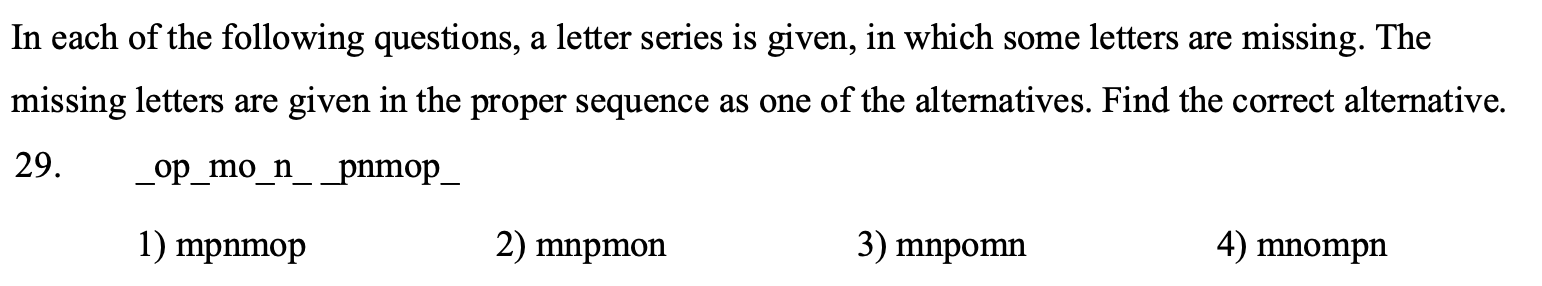 In each of the following questions, a letter series is given, in which some letters are missing. The
missing letters are given in the proper sequence as one of the alternatives. Find the correct alternative.
29. _op_mo_n_ _pnmop_
1) mpnmop 2) mnpmon 3) mnpomn 4) mnompn